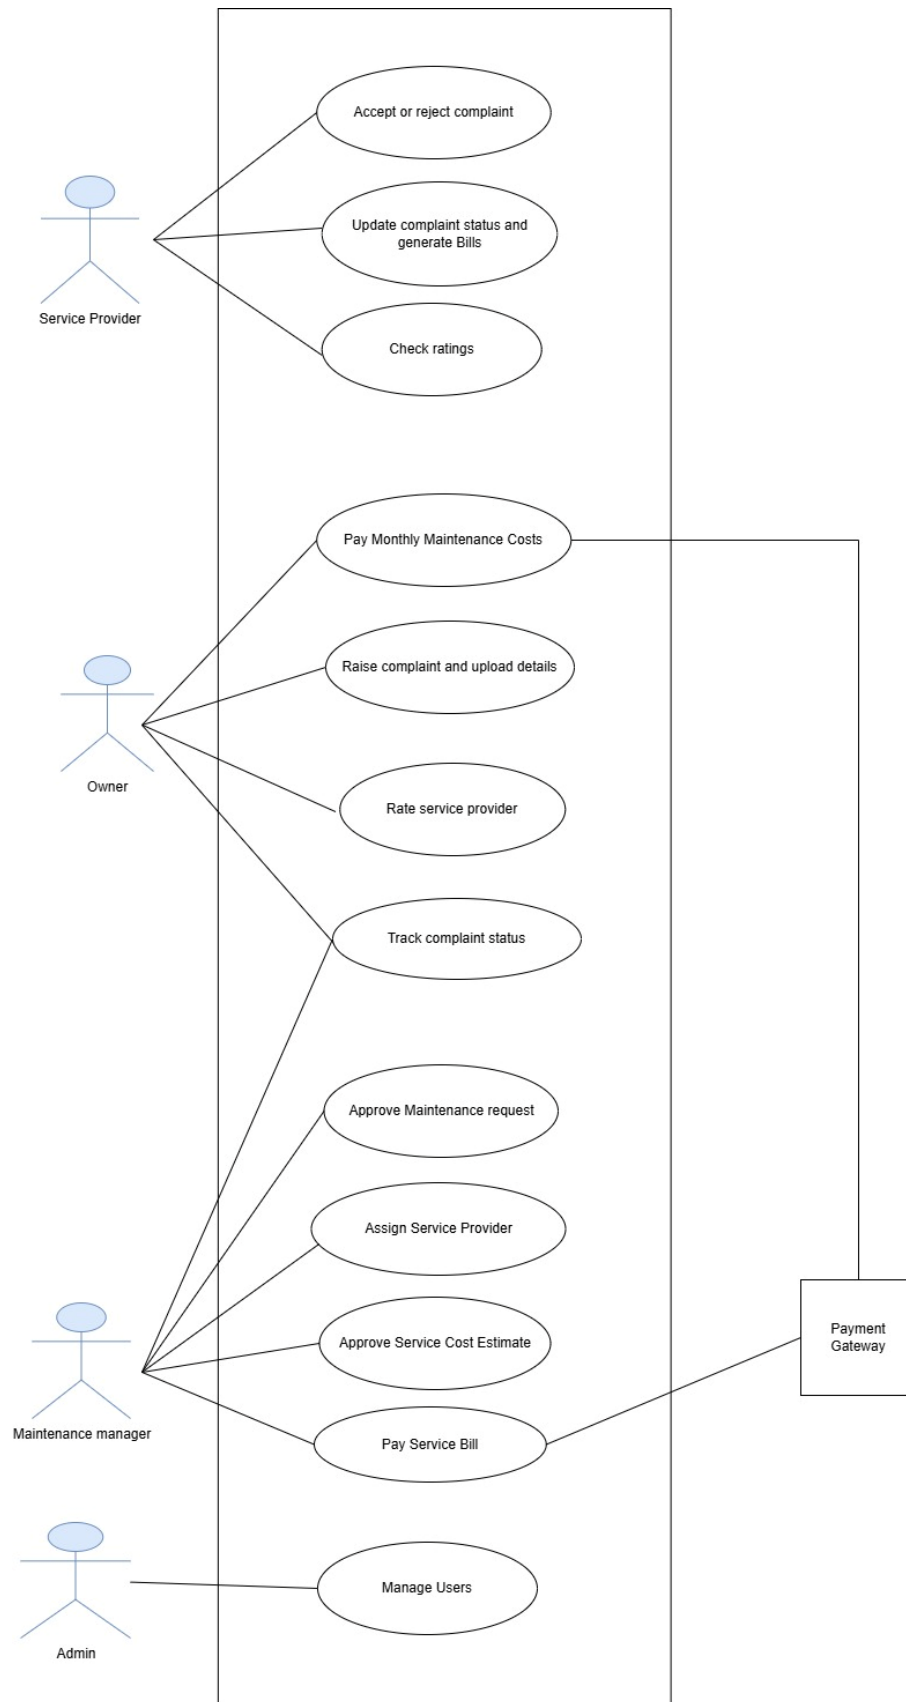 Accept or reject complaint
Update complaint status and
generate Bills
Service Provider
Check ratings
Pay Monthly Maintenance Costs
Raise complaint and upload details
Owner
Rate service provider
Track complaint status
Approve Maintenance request
Assign Service Provider
Payment
Gateway
Approve Service Cost Estimate
Maintenance manager
Pay Service Bill
Manage Users
Admin